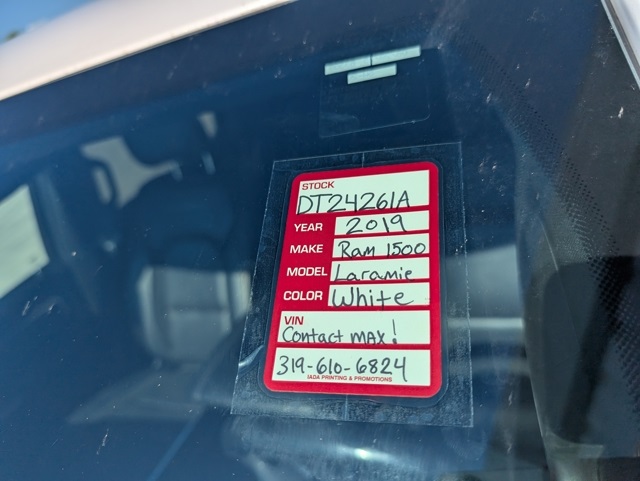 STOCK
DT24261A
YEAR 2019
MAKE Ram 1500
MODEL Laramie
COLOR White
VIN
Contact MAX!
319-610-6824
IADA PRINTING & PROMOTIONS